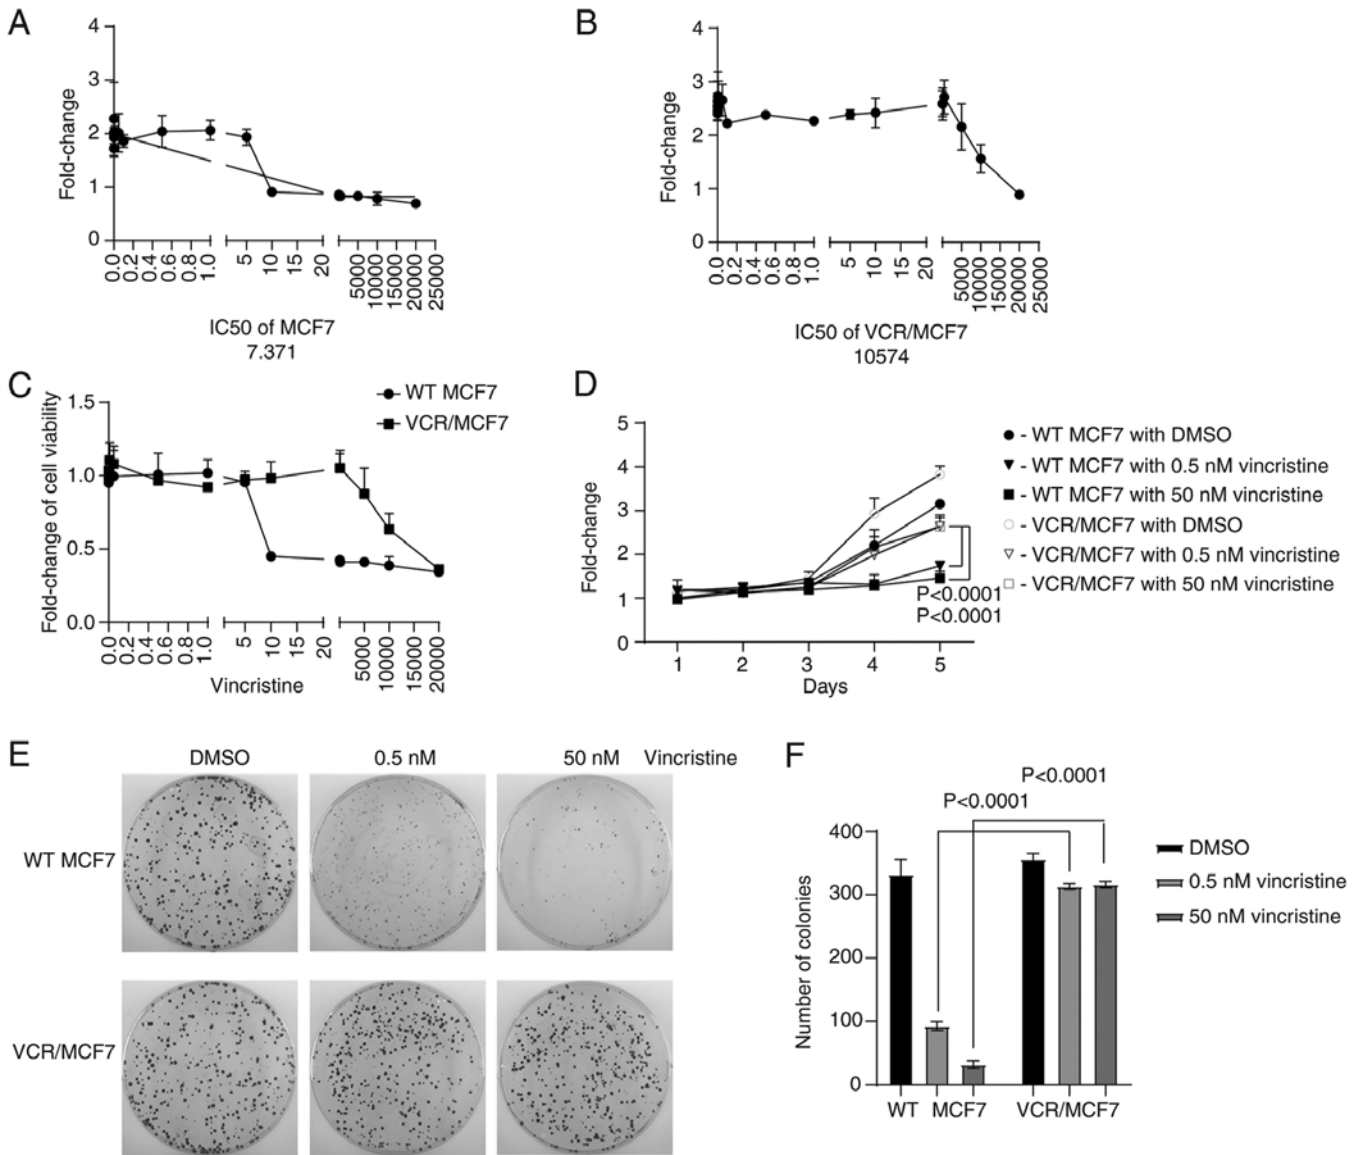 A
4
3
2
1
0
Fold-change
0.0
0.2
0.4
0.6
0.8
1.0
5
10
20
5000
10000
15000
20000
25000
IC50 of MCF7
7.371
B
4
3
2
1
0
Fold-change
0.0
0.2
0.4
0.6
0.8
1.0
5
10
20
5000
10000
15000
20000
25000
IC50 of VCR/MCF7
10574
C
1.5
1.0
0.5
0.0
Fold-change of cell viability
WT MCF7
VCR/MCF7
0.2
0.4
0.6
0.8
1.0
5
10
15
20
5000
10000
15000
20000
Vincristine
D
5
4
3
2
1
0
Fold-change
1 2 3 4 5
Days
P<0.0001
P<0.0001
- WT MCF7 with DMSO
- WT MCF7 with 0.5 nM vincristine
- WT MCF7 with 50 nM vincristine
- VCR/MCF7 with DMSO
- VCR/MCF7 with 0.5 nM vincristine
- VCR/MCF7 with 50 nM vincristine
E
DMSO 0.5 nM 50 nM Vincristine
WT MCF7
VCR/MCF7
F
P<0.0001
P<0.0001
400
300
200
100
0
Number of colonies
WT MCF7 VCR/MCF7
DMSO
0.5 nM vincristine
50 nM vincristine